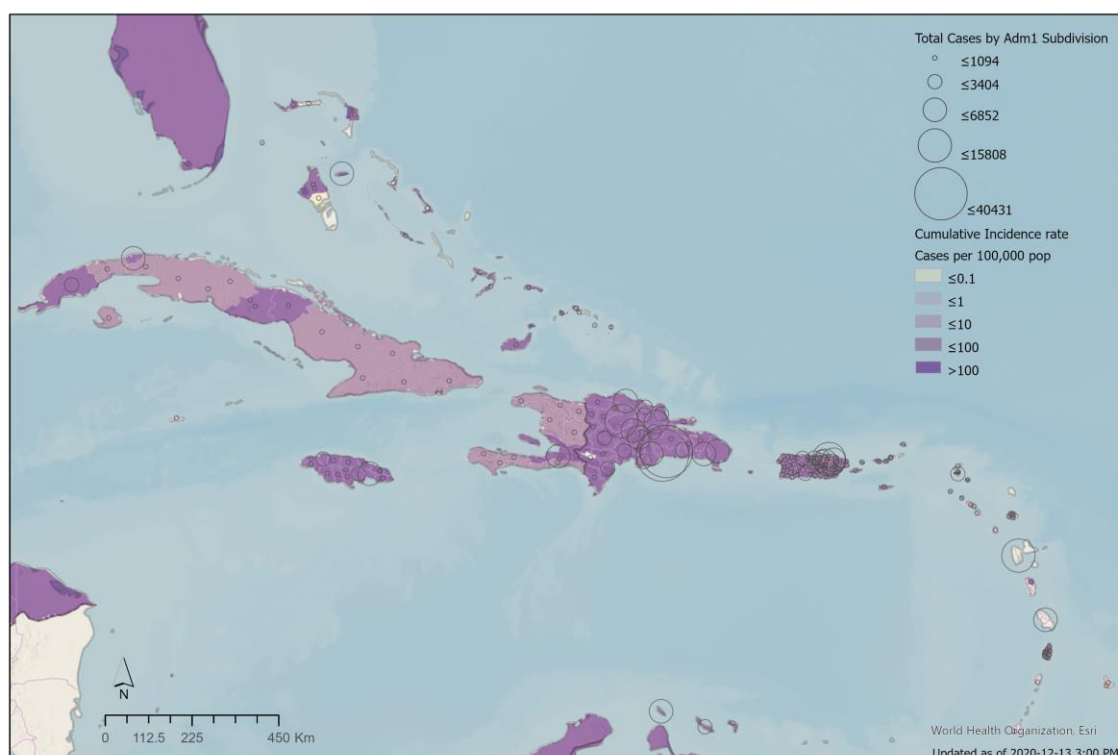 Total Cases by Adm1 Subdivision
≤1094
≤3404
≤6852
≤15808
≤40431
Cumulative Incidence rate
Cases per 100,000 pop
≤0.1
≤1
≤10
≤100
>100
N
0 112.5 225 450 Km
World Health Organization, Esri
Updated as of 2020-12-13 3:00 PM